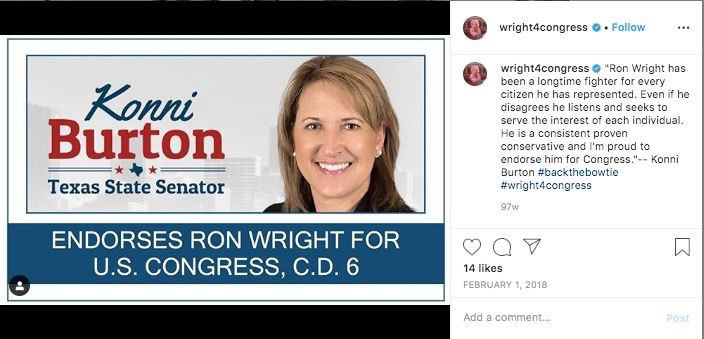 Konni
Burton
Texas State Senator
ENDORSES RON WRIGHT FOR
U.S. CONGRESS, C.D. 6
wright4congress • Follow
wright4congress "Ron Wright has
been a longtime fighter for every
citizen he has represented. Even if he
disagrees he listens and seeks to
serve the interest of each individual.
He is a consistent proven
conservative and I'm proud to
endorse him for Congress."-- Konni
Burton #backthebowtie
#wright4congress
97w
14 likes
FEBRUARY 1, 2018
Add a comment...
Post